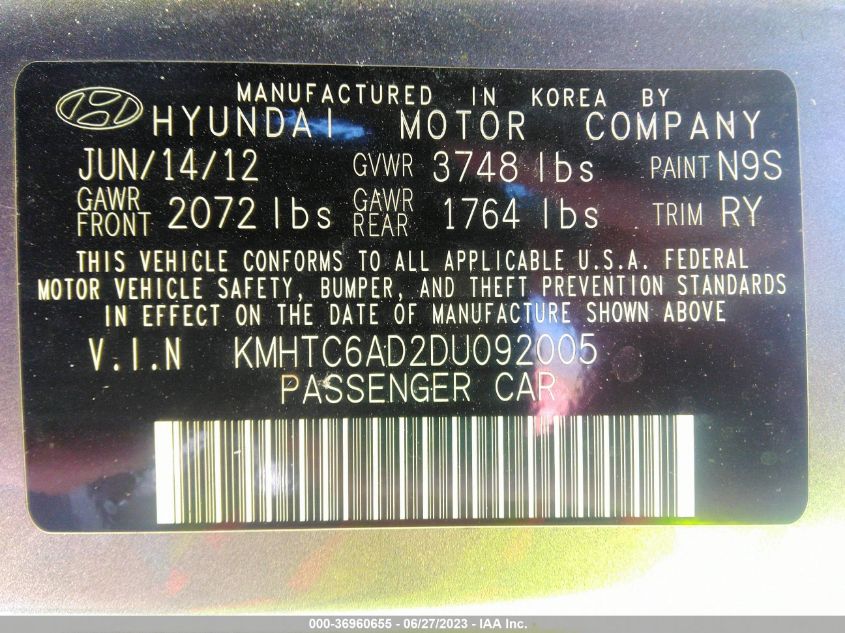 MANUFACTURED IN KOREA BY
HYUNDAI MOTOR COMPANY
JUN/14/12 GVWR 3748 lbs PAINT N9S
GAWR FRONT 2072 lbs GAWR REAR 1764 lbs TRIM RY
THIS VEHICLE CONFORMS TO ALL APPLICABLE U.S.A. FEDERAL
MOTOR VEHICLE SAFETY, BUMPER, AND THEFT PREVENTION STANDARDS
IN EFFECT ON THE DATE OF MANUFACTURE SHOWN ABOVE
V.I.N KMHTC6AD2DU092005
PASSENGER CAR
000-36960655 - 06/27/2023 - IAA Inc.